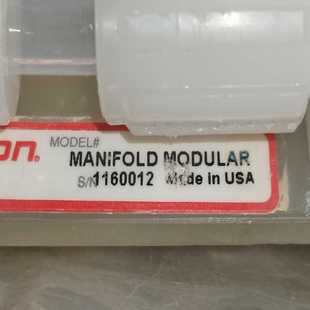 on®
MODEL#
MANIFOLD MODULAR
S/N 1160012 Made in USA